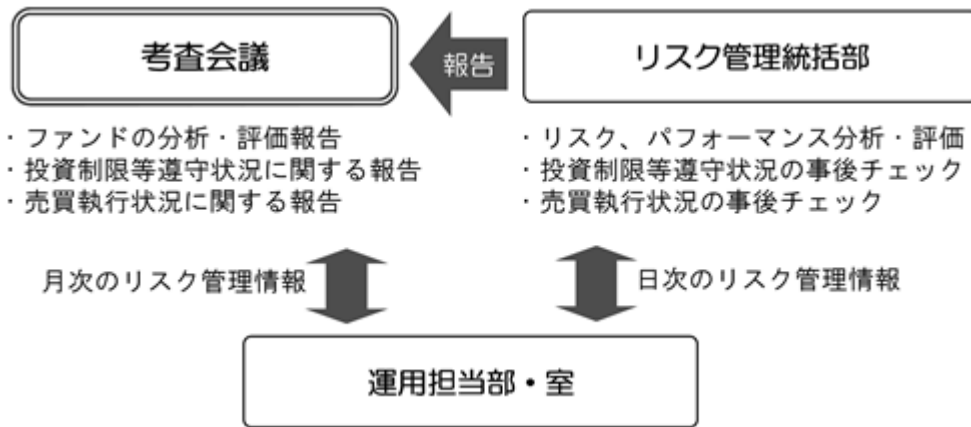 考査会議
報告
リスク管理統括部
・ファンドの分析・評価報告
・投資制限等遵守状況に関する報告
・売買執行状況に関する報告
・リスク、パフォーマンス分析・評価
・投資制限等遵守状況の事後チェック
・売買執行状況の事後チェック
月次のリスク管理情報
日次のリスク管理情報
運用担当部・室